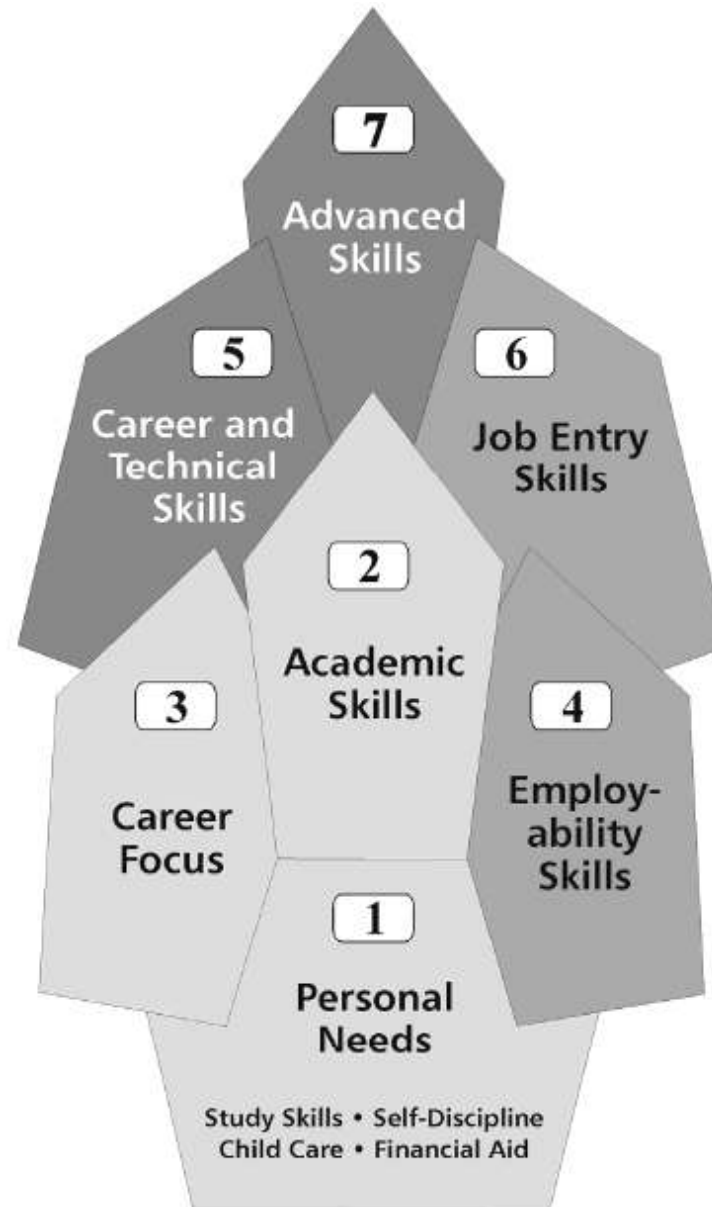 7
Advanced
Skills
5
Career and
Technical
Skills
6
Job Entry
Skills
2
Academic
Skills
3
Career
Focus
4
Employ-
ability
Skills
1
Personal
Needs
Study Skills • Self-Discipline
Child Care • Financial Aid